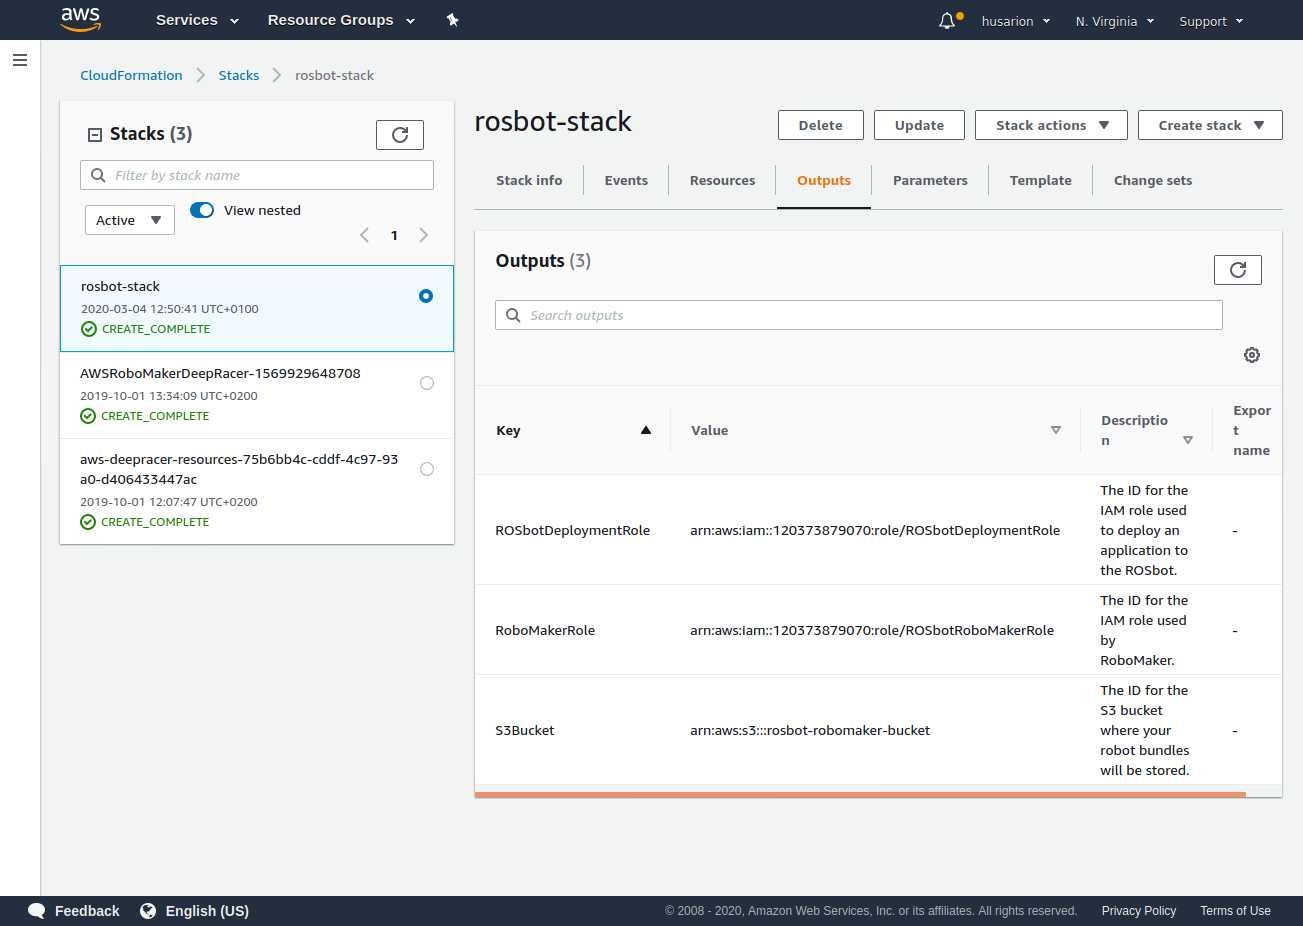 aws
Services
Resource Groups
husarion
N. Virginia
Support
CloudFormation
Stacks
rosbot-stack
Stacks (3)
Filter by stack name
Active
View nested
1
rosbot-stack
2020-03-04 12:50:41 UTC+0100
CREATE_COMPLETE
AWSRoboMakerDeepRacer-1569929648708
2019-10-01 13:34:09 UTC+0200
CREATE_COMPLETE
aws-deepracer-resources-75b6bb4c-cddf-4c97-93
a0-d406433447ac
2019-10-01 12:07:47 UTC+0200
CREATE_COMPLETE
rosbot-stack
Delete
Update
Stack actions
Create stack
Stack info
Events
Resources
Outputs
Parameters
Template
Change sets
Outputs (3)
Search outputs
Key
Value
Descriptio
n
Expor
t
name
ROSbotDeploymentRole
arn:aws:iam::120373879070:role/ROSbotDeploymentRole
The ID for the
IAM role used
to deploy an
application to
the ROSbot.
-
RoboMakerRole
arn:aws:iam::120373879070:role/ROSbotRoboMakerRole
The ID for the
IAM role used
by
RoboMaker.
-
S3Bucket
arn:aws:s3:::rosbot-robomaker-bucket
The ID for the
S3 bucket
where your
robot bundles
will be stored.
-
Feedback
English (US)
© 2008 - 2020, Amazon Web Services, Inc. or its affiliates. All rights reserved.
Privacy Policy
Terms of Use